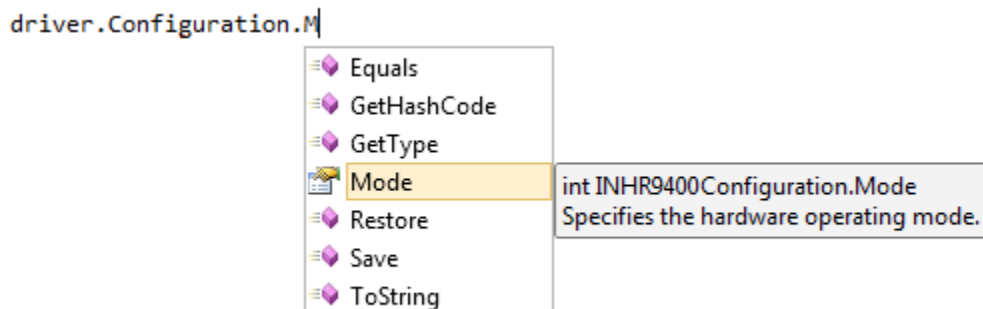 driver.Configuration.M
Equals
GetHashCode
GetType
Mode
int INHR9400Configuration.Mode
Specifies the hardware operating mode.
Restore
Save
ToString